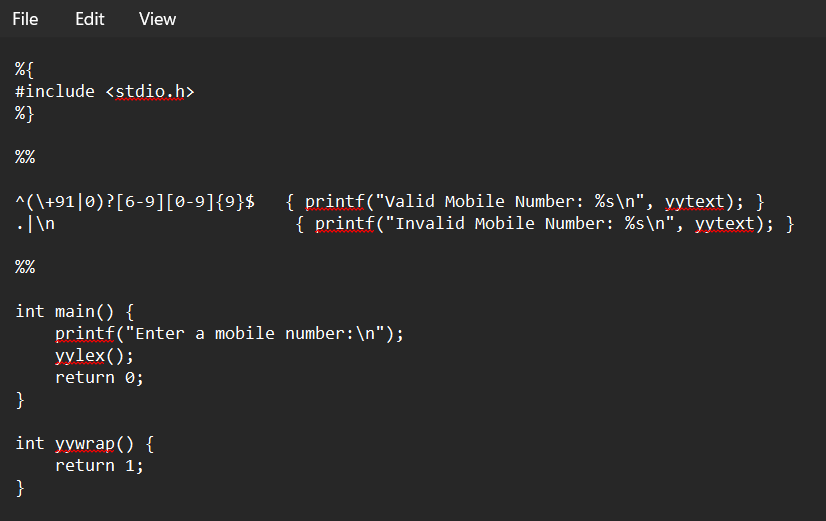 File Edit View
%{
#include <stdio.h>
%}
%%
^(\+91|0)?[6-9][0-9]{9}$ { printf("Valid Mobile Number: %s\n", yytext); }
.|\n { printf("Invalid Mobile Number: %s\n", yytext); }
%%
int main() {
    printf("Enter a mobile number:\n");
    yylex();
    return 0;
}
int yywrap() {
    return 1;
}